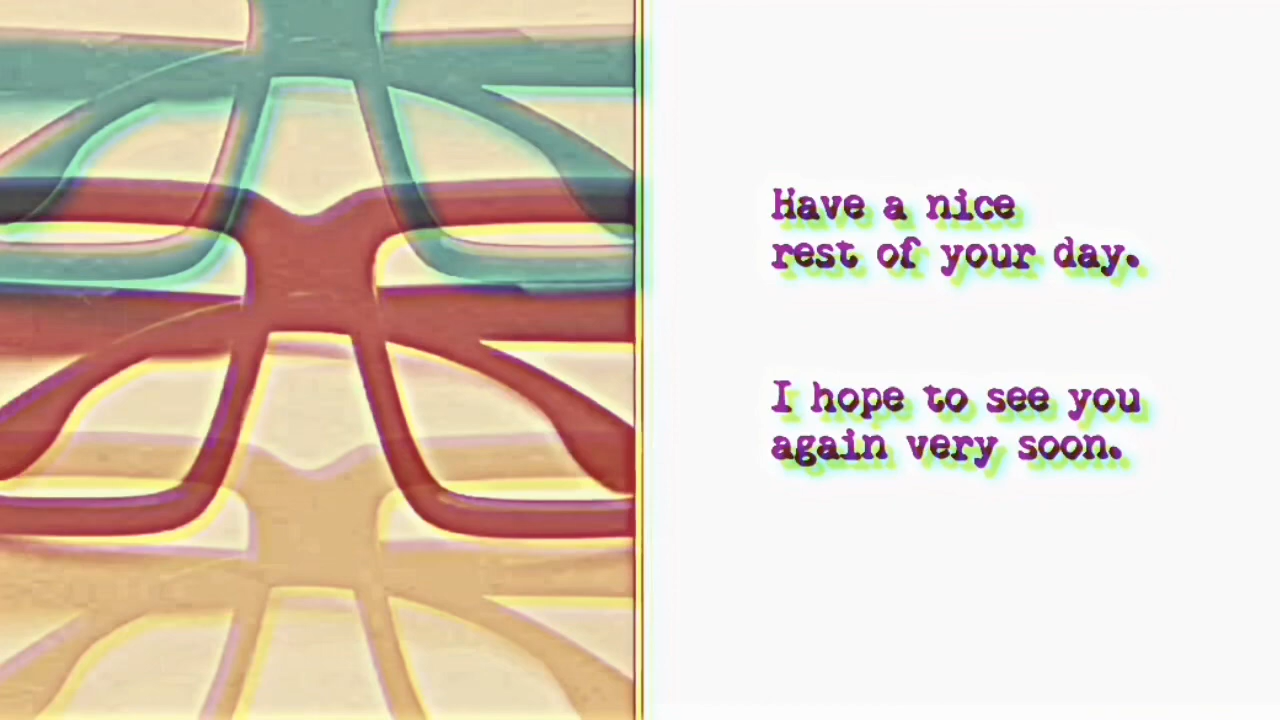 Have a nice
rest of your day.
I hope to see you
again very soon.